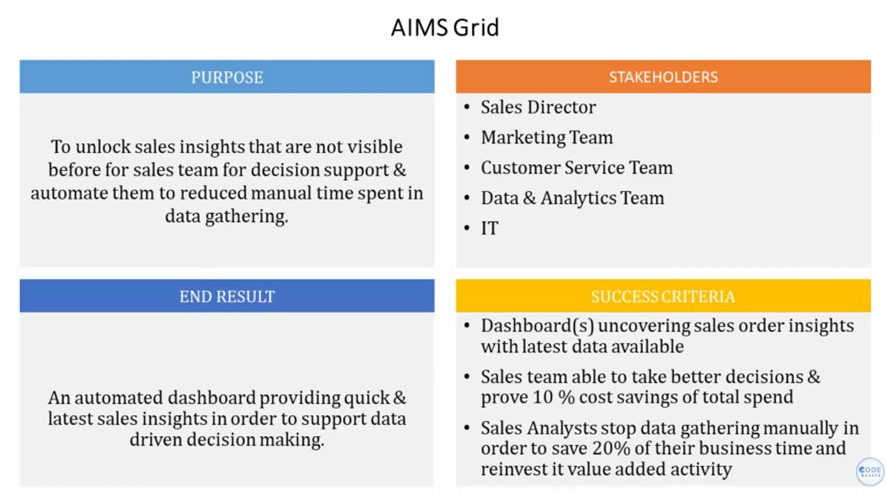 AIMS Grid
PURPOSE
To unlock sales insights that are not visible
before for sales team for decision support &
automate them to reduced manual time spent in
data gathering.
STAKEHOLDERS
• Sales Director
• Marketing Team
• Customer Service Team
• Data & Analytics Team
• IT
END RESULT
An automated dashboard providing quick &
latest sales insights in order to support data
driven decision making.
SUCCESS CRITERIA
• Dashboard(s) uncovering sales order insights
with latest data available
• Sales team able to take better decisions &
prove 10 % cost savings of total spend
• Sales Analysts stop data gathering manually in
order to save 20% of their business time and
reinvest it value added activity
CODE
BASICS